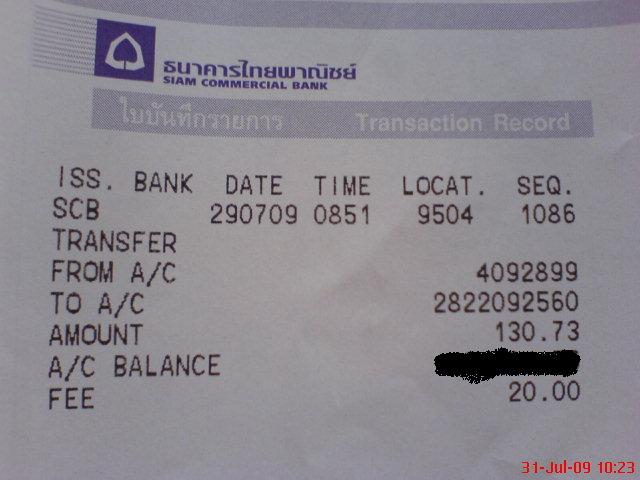 ธนาคารไทยพาณิชย์
SIAM COMMERCIAL BANK
ใบบันทึกรายการ Transaction Record
ISS. BANK DATE TIME LOCAT. SEQ.
SCB 290709 0851 9504 1086
TRANSFER
FROM A/C 4092899
TO A/C 2822092560
AMOUNT 130.73
A/C BALANCE
FEE 20.00
31-Jul-09 10:23